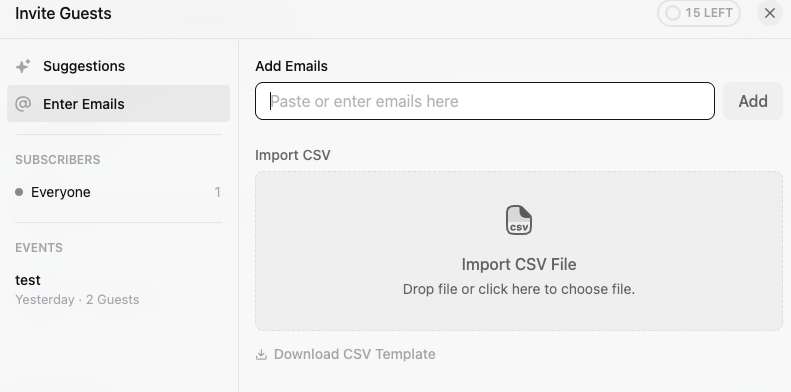 Invite Guests
15 LEFT
Suggestions
Enter Emails
SUBSCRIBERS
Everyone 1
EVENTS
test
Yesterday · 2 Guests
Add Emails
Paste or enter emails here
Add
Import CSV
CSV
Import CSV File
Drop file or click here to choose file.
Download CSV Template